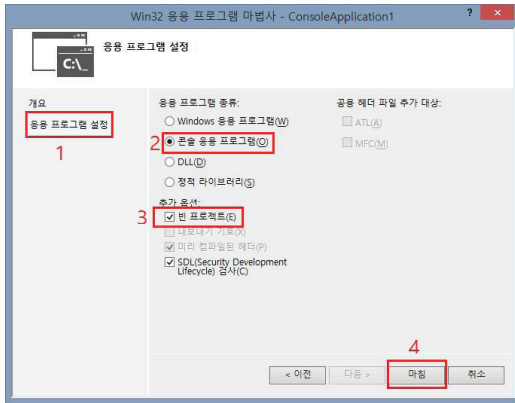 Win32 응용 프로그램 마법사 - ConsoleApplication1
?
×
C:\_
응용 프로그램 설정
개요
응용 프로그램 설정
1
응용 프로그램 종류:
Windows 응용 프로그램(W)
2
콘솔 응용 프로그램(O)
DLL(D)
정적 라이브러리(S)
추가 옵션:
3
빈 프로젝트(E)
내보내기 기호(X)
미리 컴파일된 헤더(P)
SDL(Security Development
Lifecycle) 검사(C)
공용 헤더 파일 추가 대상:
ATL(A)
MFC(M)
4
< 이전
다음 >
마침
취소